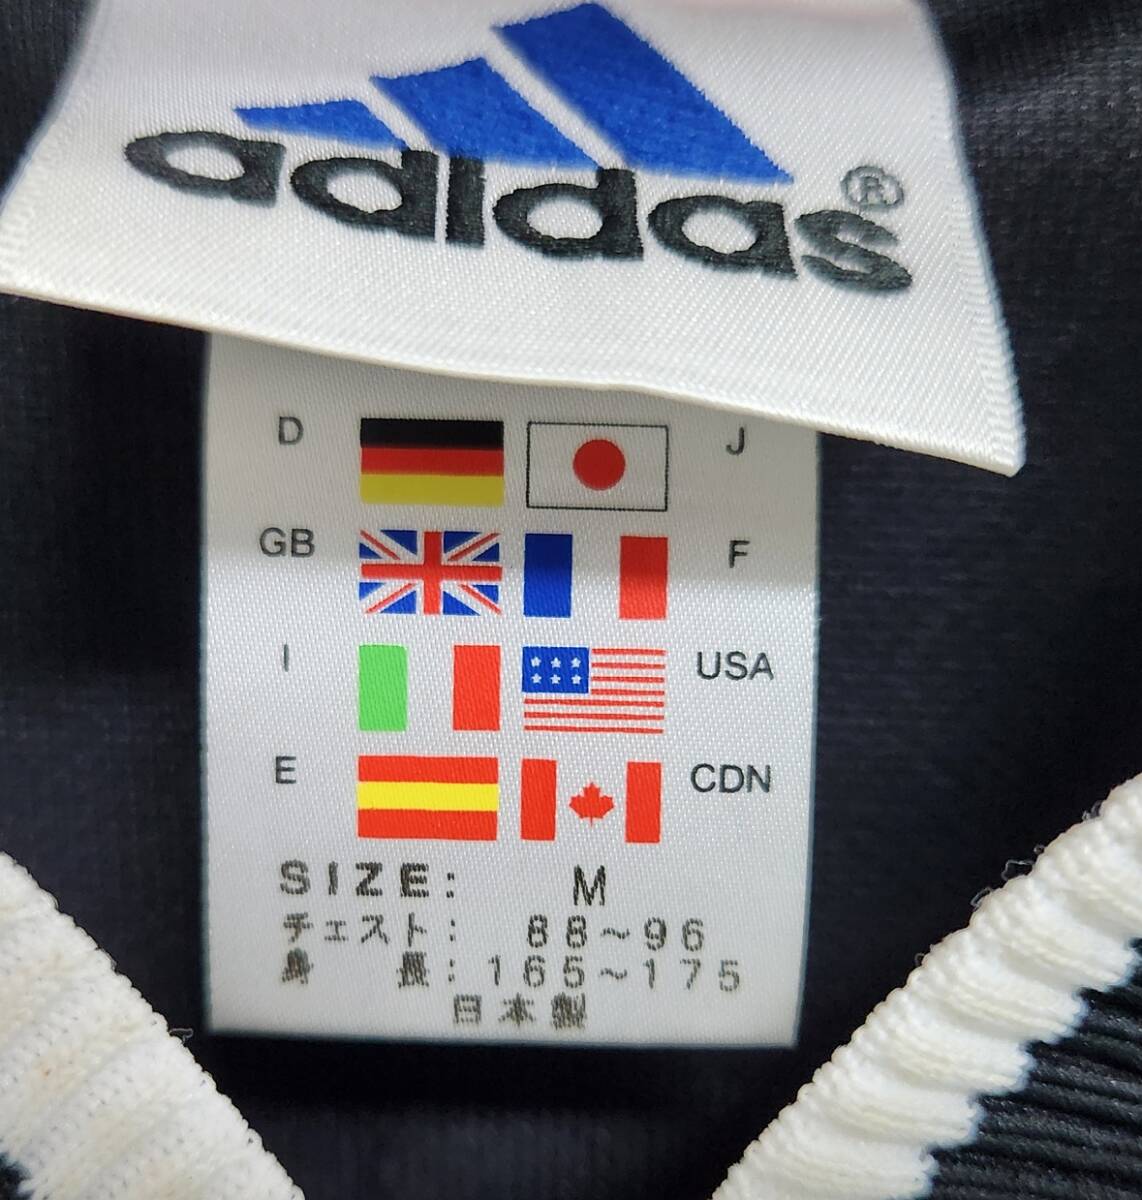 adidas®
D J
GB F
I USA
E CDN
SIZE: M
チェスト: 88~96
身 長: 165~175
日本製